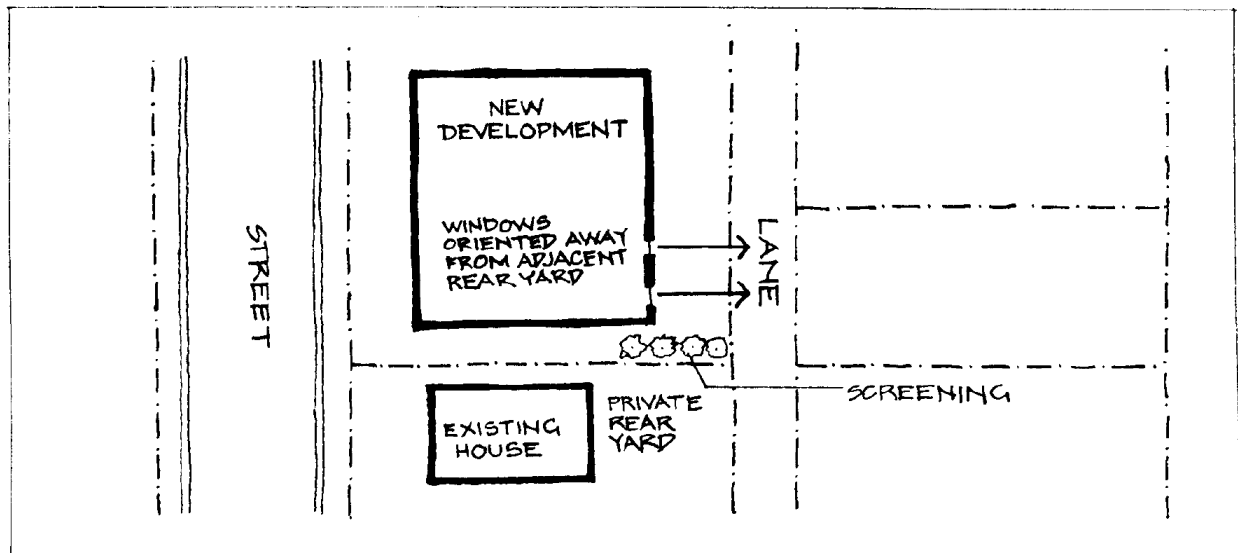 NEW
DEVELOPMENT
WINDOWS
ORIENTED AWAY
FROM ADJACENT
REAR YARD
STREET
LANE
SCREENING
PRIVATE
REAR
YARD
EXISTING
HOUSE